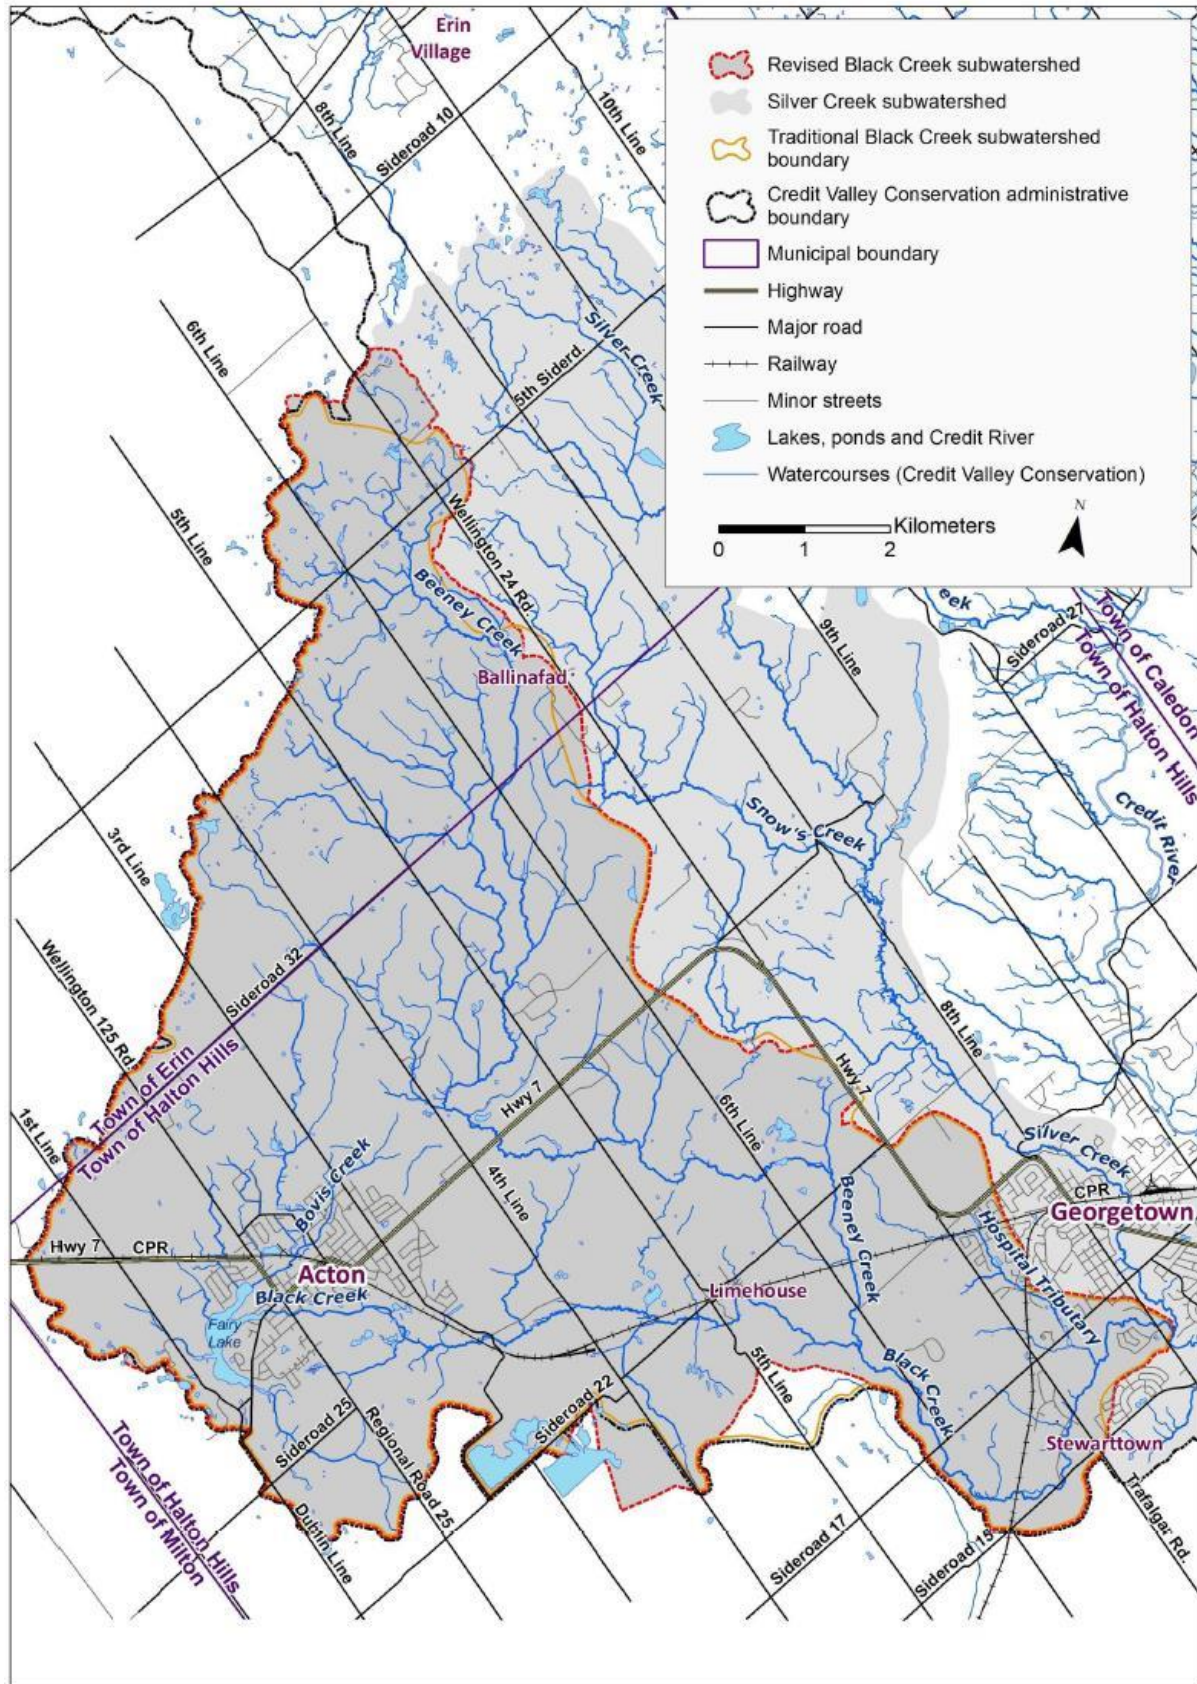 Erin
Village
8th Line
Sideroad 10
10th Line
Revised Black Creek subwatershed
Silver Creek subwatershed
Traditional Black Creek subwatershed
boundary
Credit Valley Conservation administrative
boundary
Municipal boundary
Highway
Major road
Railway
Minor streets
Lakes, ponds and Credit River
Watercourses (Credit Valley Conservation)
N
Kilometers
0 1 2
6th Line
Silver Creek
5th Siderd.
5th Line
Wellington 24 Rd.
Beeney Creek
Ballinafad
9th Line
eek
Sideroad 27
Town of Caledon
Town of Halton Hills
Credit River
3rd Line
Snow's Creek
Wellington 125 Rd.
Sideroad 32
Town of Erin
Town of Halton Hills
8th Line
1st Line
Hwy 7
Hwy 7
6th Line
Bovis Creek
4th Line
Silver Creek
CPR
Georgetown
Beeney Creek
Hospital Tributary
Hwy 7
CPR
Acton
Black Creek
Limehouse
Fairy
Lake
5th Line
Black Creek
Sideroad 22
Sideroad 25
Regional Road 25
Stewarttown
Town of Halton Hills
Town of Milton
Dublin Line
Sideroad 17
Sideroad 15
Trafalgar Rd.